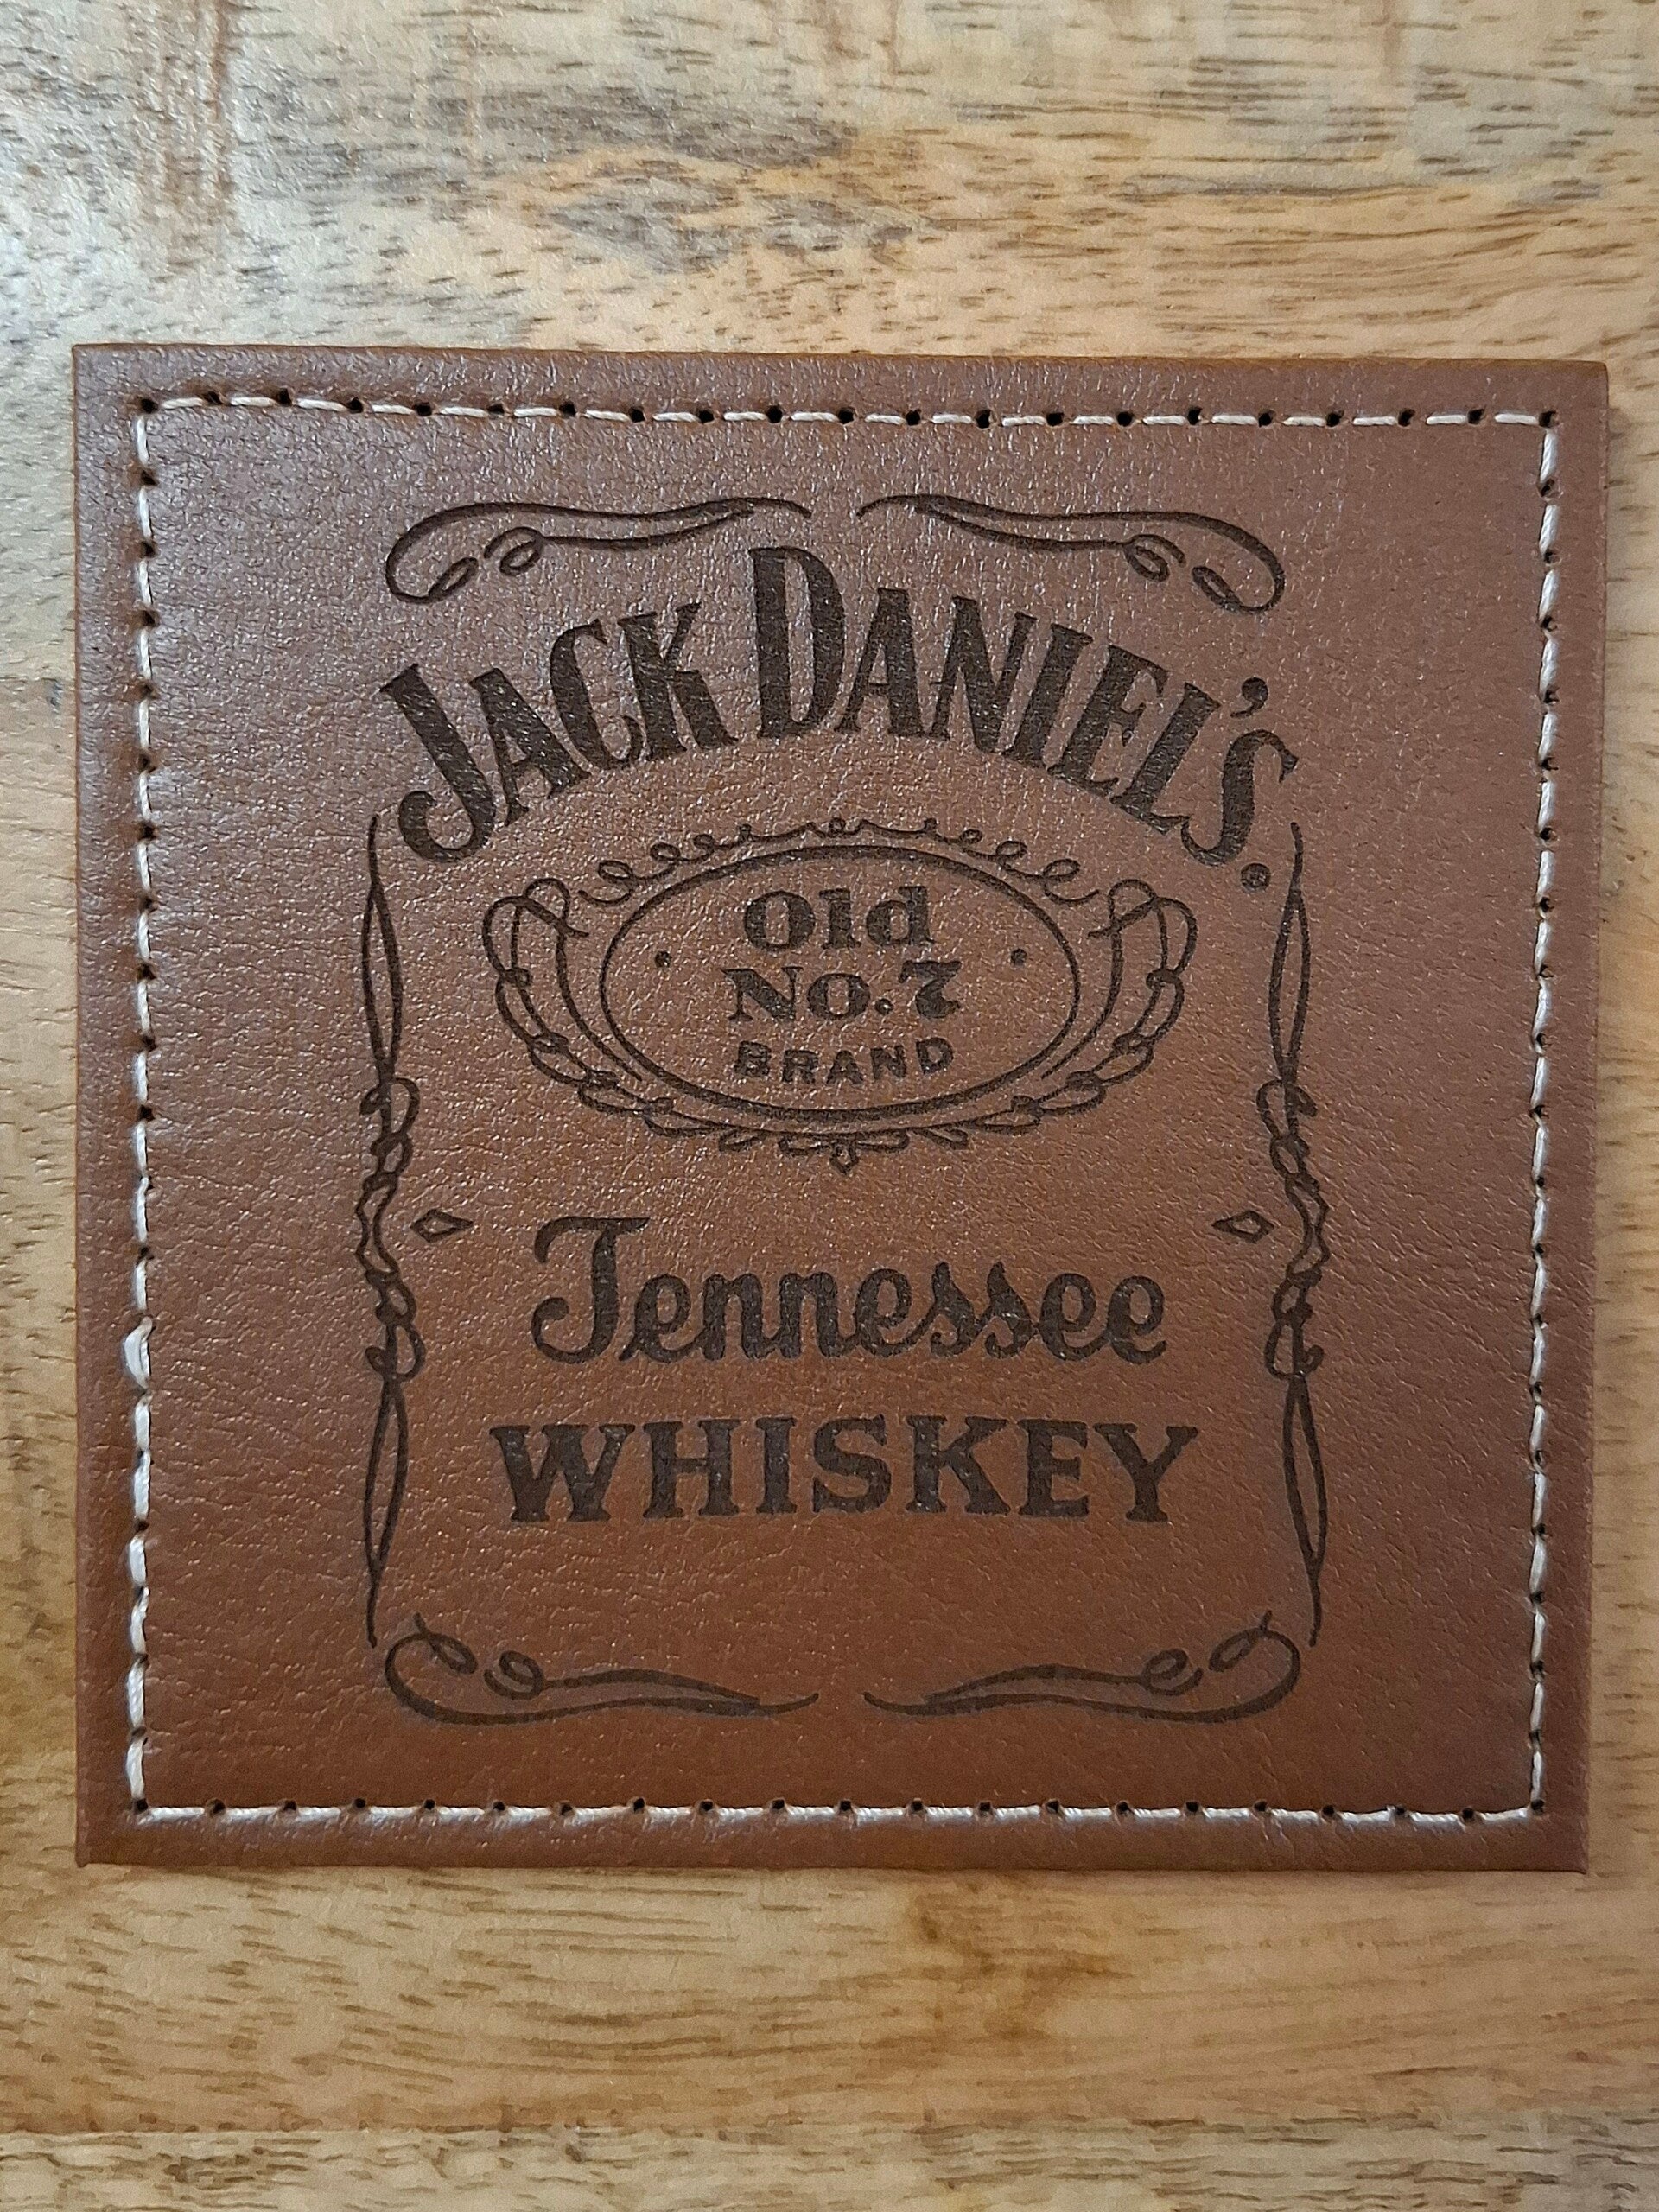 JACK DANIEL'S
Old
No.7
BRAND
Tennessee
WHISKEY